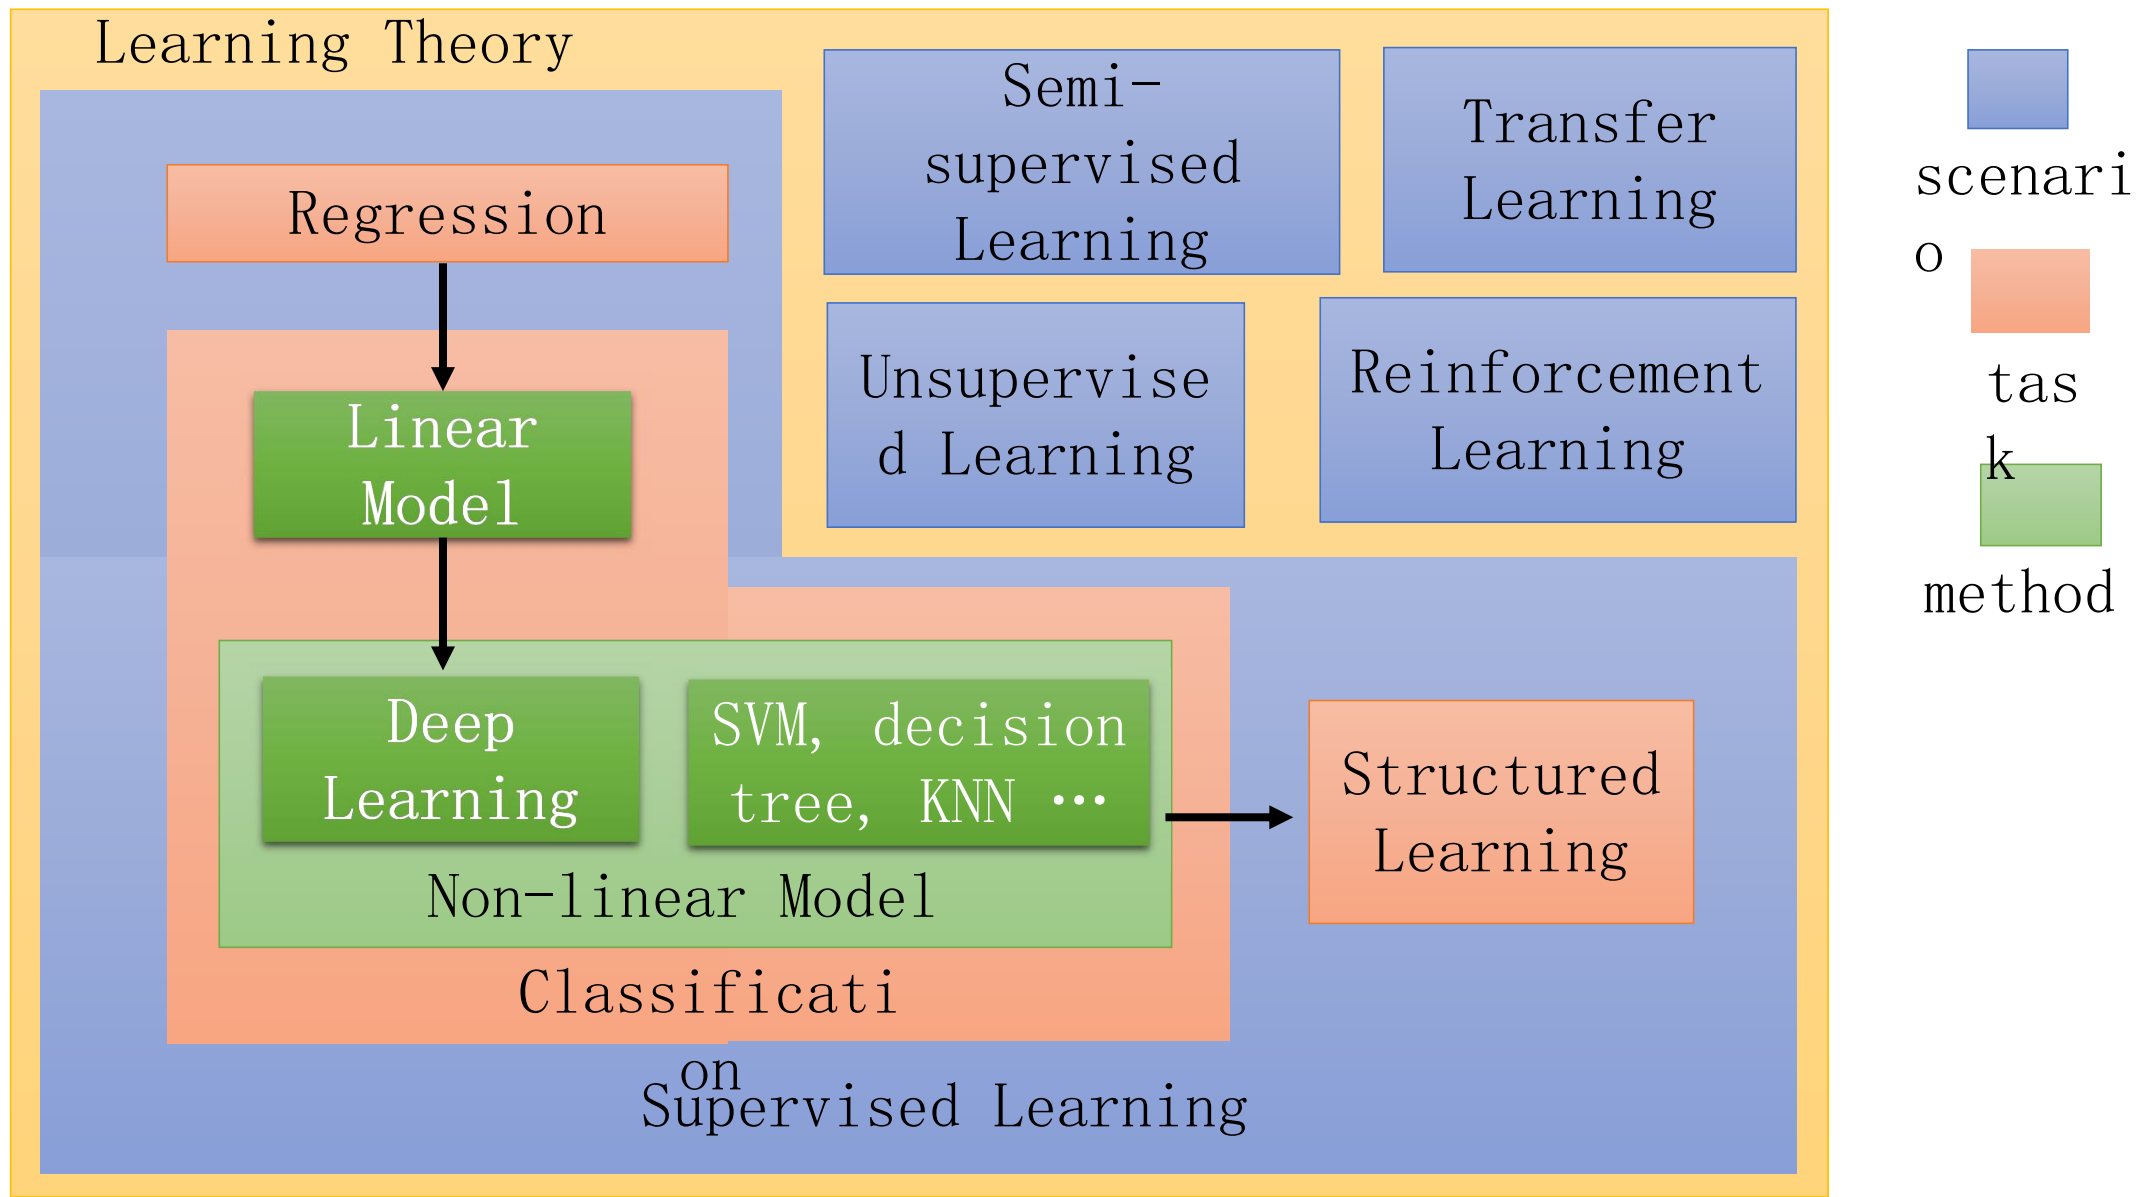 Learning Theory
Semi-
supervised
Learning
Transfer
Learning
Regression
Unsupervise
d Learning
Reinforcement
Learning
Linear
Model
Deep
Learning
SVM, decision
tree, KNN …
Non-linear Model
Classificati
on
Structured
Learning
Supervised Learning
scenari
o
tas
k
method